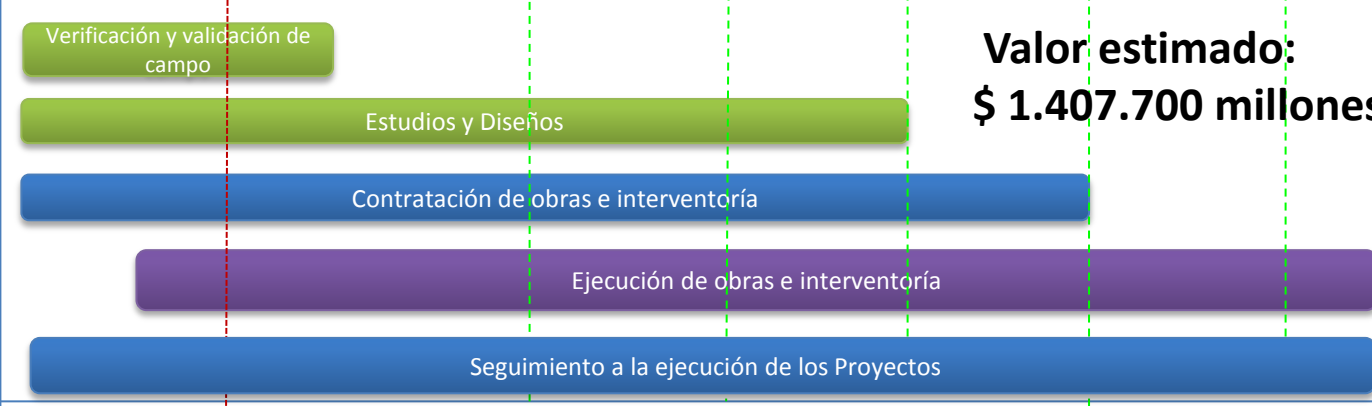 Verificación y validación de
campo
Valor estimado:
$ 1.407.700 millones
Estudios y Diseños
Contratación de obras e interventoría
Ejecución de obras e interventoría
Seguimiento a la ejecución de los Proyectos